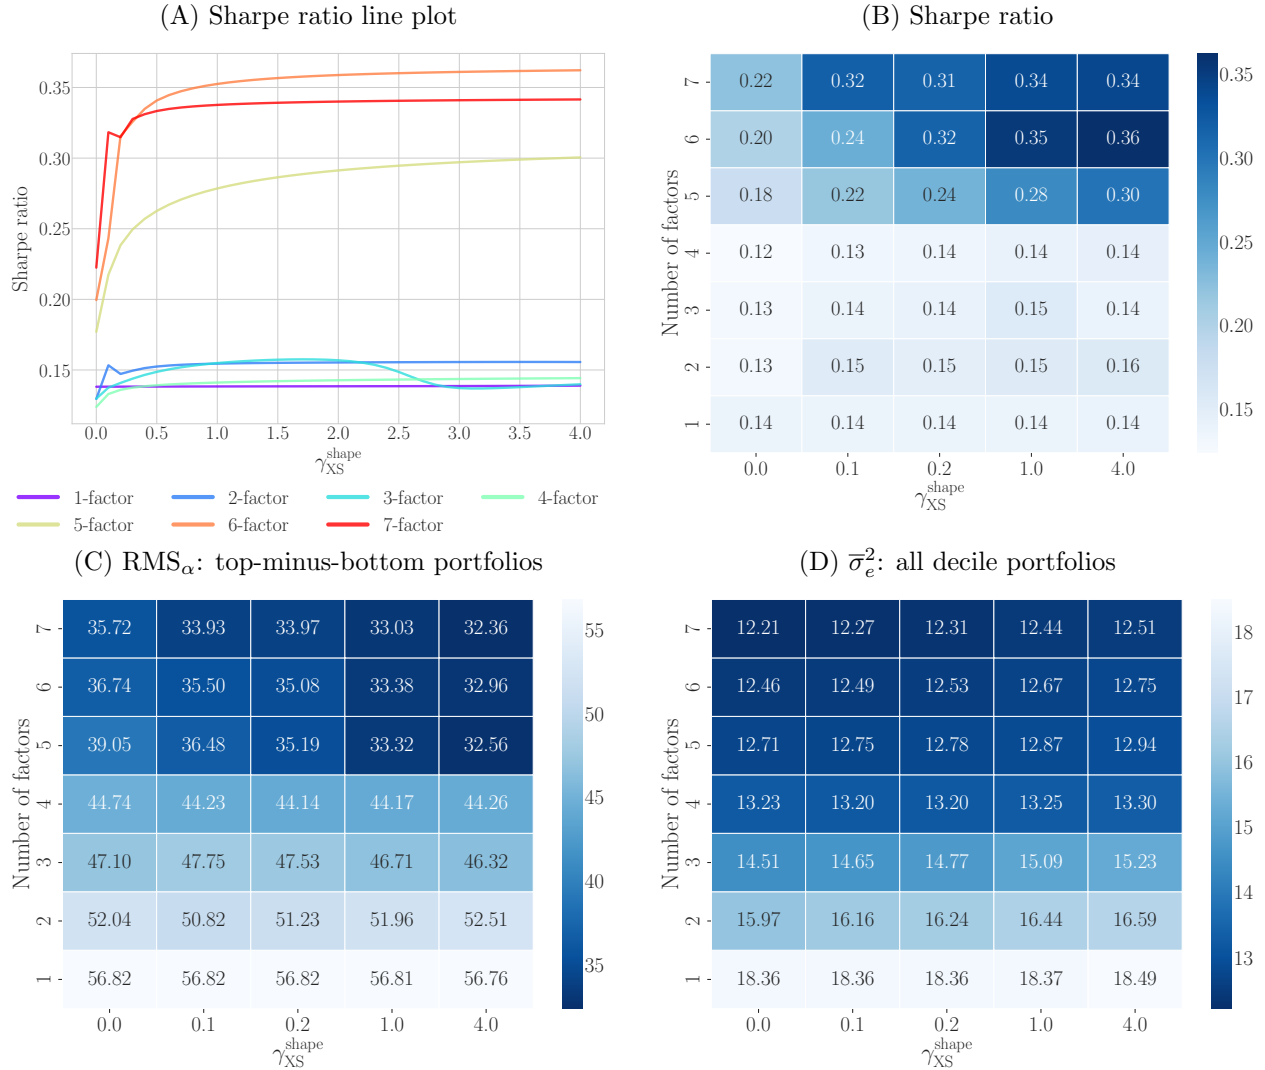 (A) Sharpe ratio line plot
Sharpe ratio
0.35
0.30
0.25
0.20
0.15
0.0 0.5 1.0 1.5 2.0 2.5 3.0 3.5 4.0
γ_XS^shape
1-factor 2-factor 3-factor 4-factor
5-factor 6-factor 7-factor
(B) Sharpe ratio
Number of factors
7 0.22 0.32 0.31 0.34 0.34
6 0.20 0.24 0.32 0.35 0.36
5 0.18 0.22 0.24 0.28 0.30
4 0.12 0.13 0.14 0.14 0.14
3 0.13 0.14 0.14 0.15 0.14
2 0.13 0.15 0.15 0.15 0.16
1 0.14 0.14 0.14 0.14 0.14
0.0 0.1 0.2 1.0 4.0
γ_XS^shape
0.35
0.30
0.25
0.20
0.15
(C) RMS_α: top-minus-bottom portfolios
Number of factors
7 35.72 33.93 33.97 33.03 32.36
6 36.74 35.50 35.08 33.38 32.96
5 39.05 36.48 35.19 33.32 32.56
4 44.74 44.23 44.14 44.17 44.26
3 47.10 47.75 47.53 46.71 46.32
2 52.04 50.82 51.23 51.96 52.51
1 56.82 56.82 56.82 56.81 56.76
0.0 0.1 0.2 1.0 4.0
γ_XS^shape
55
50
45
40
35
(D) σ̅_e^2: all decile portfolios
Number of factors
7 12.21 12.27 12.31 12.44 12.51
6 12.46 12.49 12.53 12.67 12.75
5 12.71 12.75 12.78 12.87 12.94
4 13.23 13.20 13.20 13.25 13.30
3 14.51 14.65 14.77 15.09 15.23
2 15.97 16.16 16.24 16.44 16.59
1 18.36 18.36 18.36 18.37 18.49
0.0 0.1 0.2 1.0 4.0
γ_XS^shape
18
17
16
15
14
13